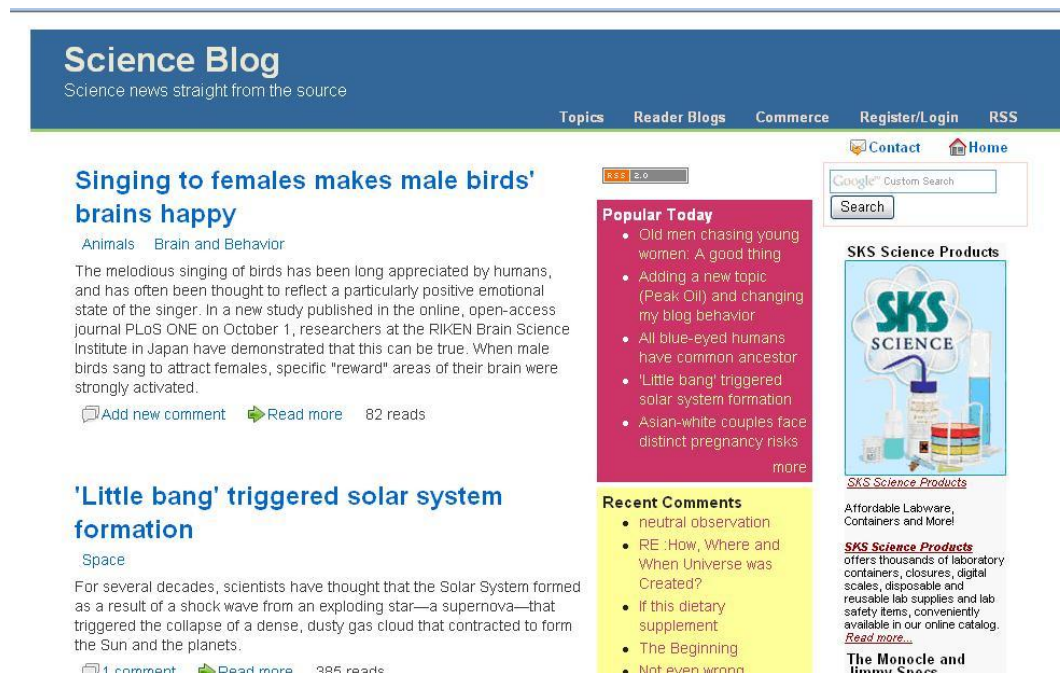 Science Blog
Science news straight from the source
Topics Reader Blogs Commerce Register/Login RSS
Contact Home
Singing to females makes male birds'
brains happy
Animals Brain and Behavior
The melodious singing of birds has been long appreciated by humans,
and has often been thought to reflect a particularly positive emotional
state of the singer. In a new study published in the online, open-access
journal PLoS ONE on October 1, researchers at the RIKEN Brain Science
Institute in Japan have demonstrated that this can be true. When male
birds sang to attract females, specific "reward" areas of their brain were
strongly activated.
Add new comment Read more 82 reads
'Little bang' triggered solar system
formation
Space
For several decades, scientists have thought that the Solar System formed
as a result of a shock wave from an exploding star—a supernova—that
triggered the collapse of a dense, dusty gas cloud that contracted to form
the Sun and the planets.
1 comment Read more 385 reads
RSS 2.0
Popular Today
Old men chasing young
women: A good thing
Adding a new topic
(Peak Oil) and changing
my blog behavior
All blue-eyed humans
have common ancestor
'Little bang' triggered
solar system formation
Asian-white couples face
distinct pregnancy risks
more
Recent Comments
neutral observation
RE :How, Where and
When Universe was
Created?
If this dietary
supplement
The Beginning
Not even wrong
Google™ Custom Search
Search
SKS Science Products
SKS
SCIENCE
SKS Science Products
Affordable Labware,
Containers and More!
SKS Science Products
offers thousands of laboratory
containers, closures, digital
scales, disposable and
reusable lab supplies and lab
safety items, conveniently
available in our online catalog.
Read more...
The Monocle and
Jimmy Specs